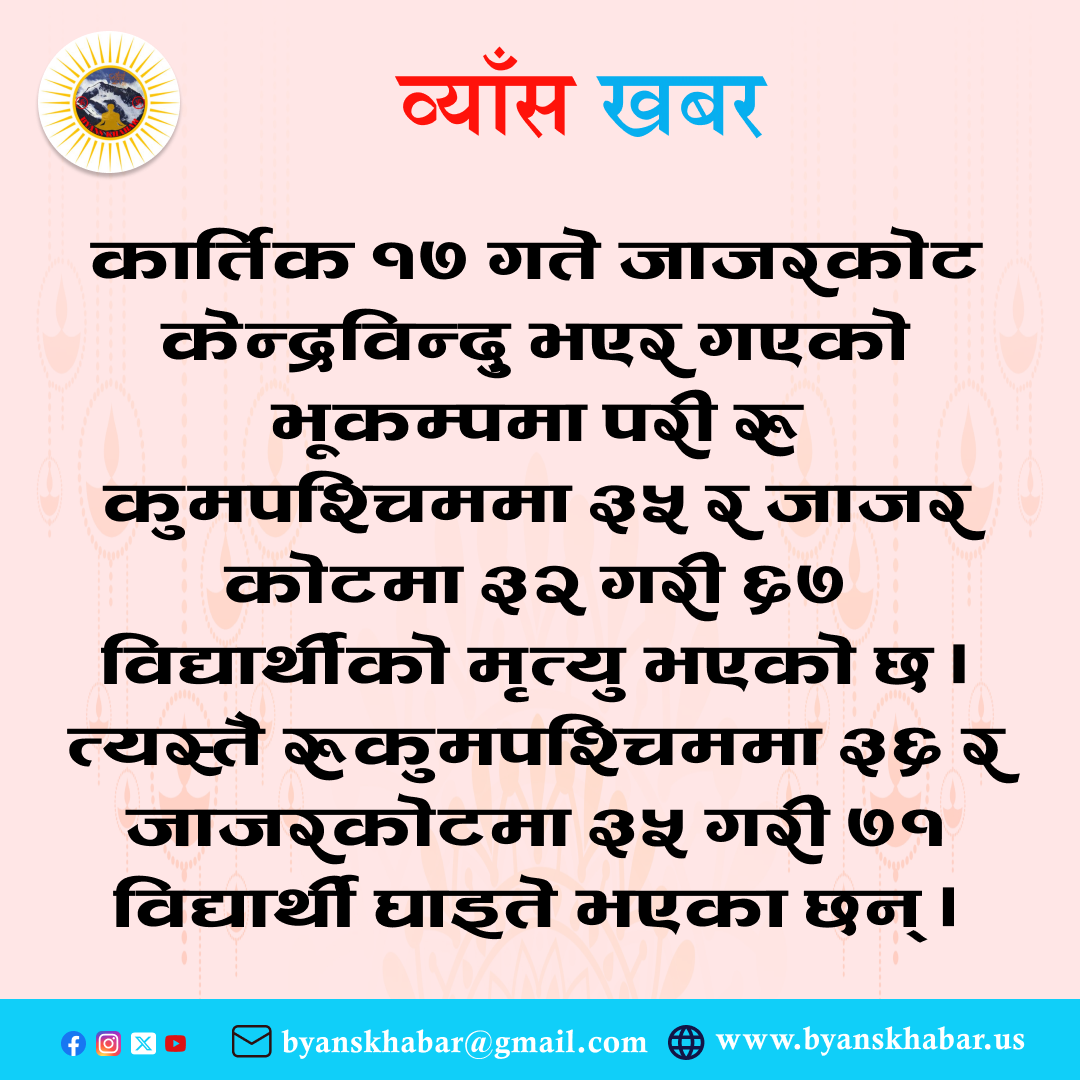 व्याँस खबर
कार्तिक १७ गते जाजरकोट
केन्द्रविन्दु भएर गएको
भूकम्पमा परी रू
कुमपश्चिममा ३५ र जाजर
कोटमा ३२ गरी ६७
विद्यार्थीको मृत्यु भएको छ ।
त्यस्तै रूकुमपश्चिममा ३६ र
जाजरकोटमा ३५ गरी ७१
विद्यार्थी घाइते भएका छन् ।
byanskhabar@gmail.com www.byanskhabar.us